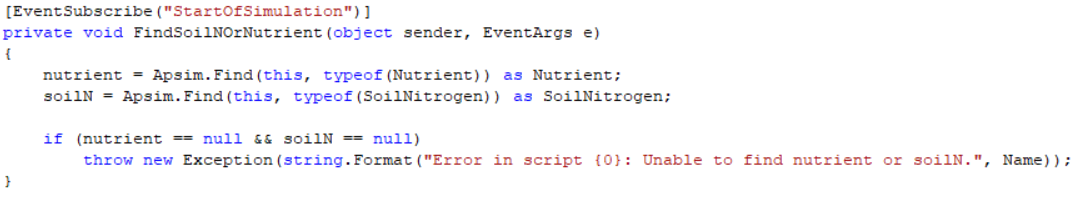 [EventSubscribe("StartOfSimulation")]
private void FindSoilNOrNutrient(object sender, EventArgs e)
{
    nutrient = Apsim.Find(this, typeof(Nutrient)) as Nutrient;
    soilN = Apsim.Find(this, typeof(SoilNitrogen)) as SoilNitrogen;

    if (nutrient == null && soilN == null)
        throw new Exception(string.Format("Error in script {0}: Unable to find nutrient or soilN.", Name));
}